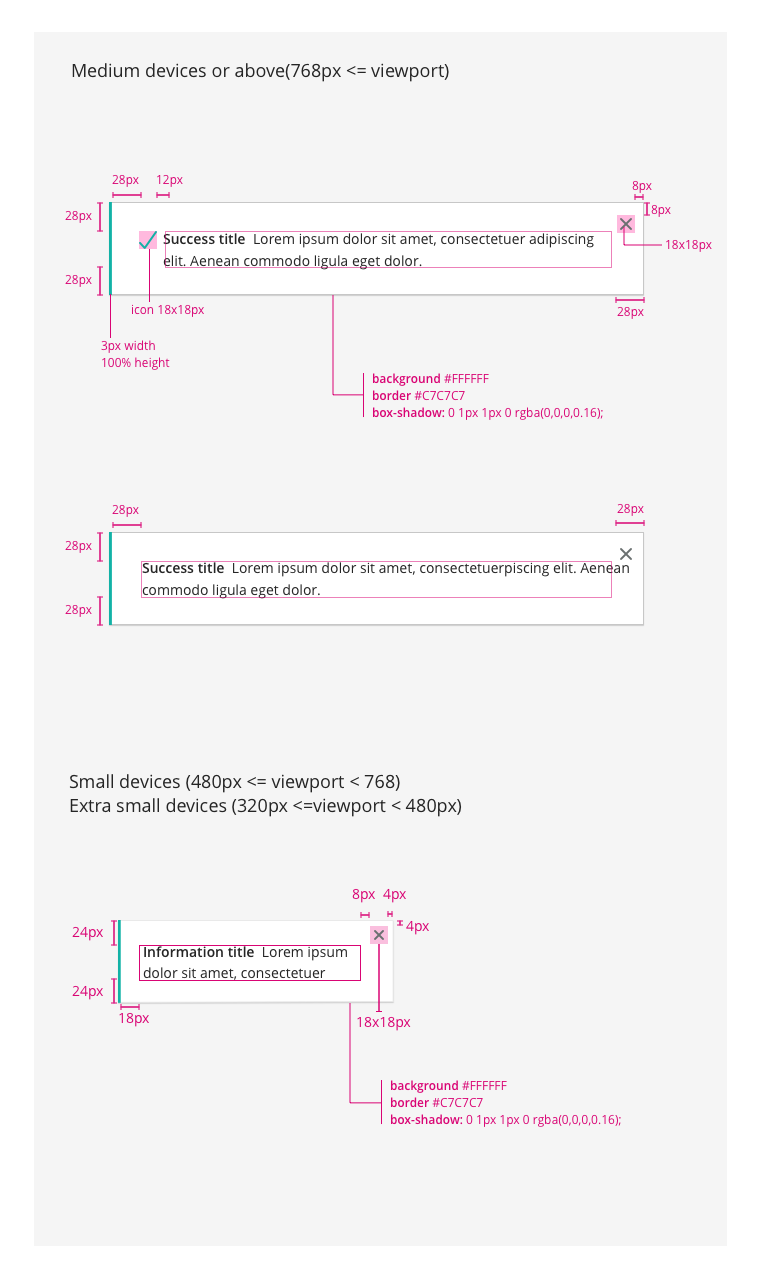 Medium devices or above(768px <= viewport)
28px 12px 8px
28px 8px
Success title Lorem ipsum dolor sit amet, consectetuer adipiscing
18x18px
elit. Aenean commodo ligula eget dolor.
28px
icon 18x18px 28px
3px width
100% height
background #FFFFFF
border #C7C7C7
box-shadow: 0 1px 1px 0 rgba(0,0,0,0.16);
28px 28px
28px
Success title Lorem ipsum dolor sit amet, consectetuerpiscing elit. Aenean
commodo ligula eget dolor.
28px
Small devices (480px <= viewport < 768)
Extra small devices (320px <=viewport < 480px)
8px 4px
24px 4px
Information title Lorem ipsum
dolor sit amet, consectetuer
24px
18px 18x18px
background #FFFFFF
border #C7C7C7
box-shadow: 0 1px 1px 0 rgba(0,0,0,0.16);